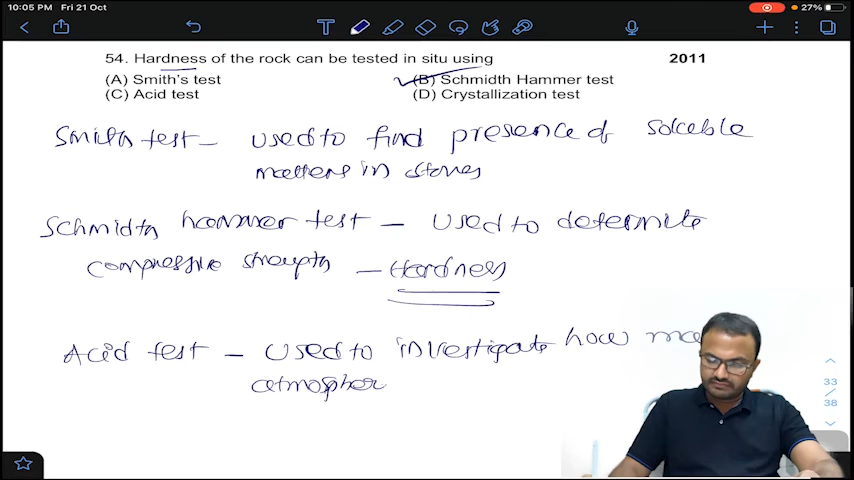 10:05 PM Fri 21 Oct
27%
54. Hardness of the rock can be tested in situ using 2011
(A) Smith's test (B) Schmidth Hammer test
(C) Acid test (D) Crystallization test
Smith test - used to find presence of soluable
matters in stones
Schmidth hammer test - used to determine
compressive strength - Hardness
Acid test - used to investigate how
atmospher
33
/
38